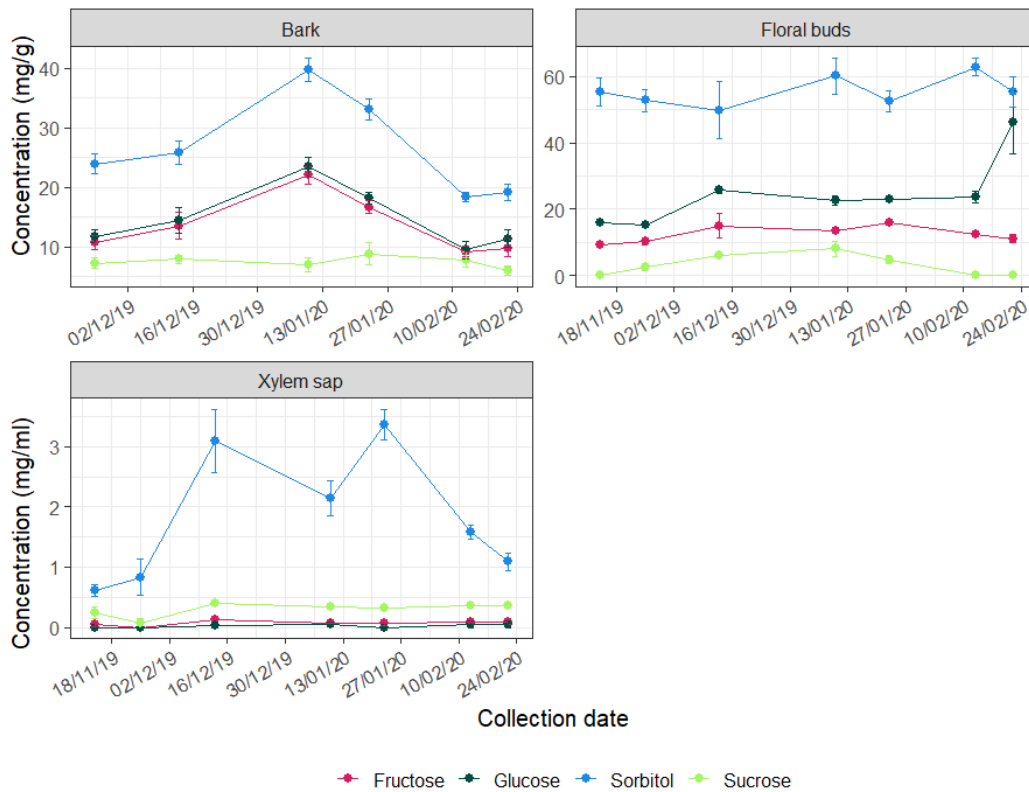 Bark
Floral buds
Concentration (mg/g)
40
30
20
10
60
40
20
0
02/12/19 16/12/19 30/12/19 13/01/20 27/01/20 10/02/20 24/02/20
18/11/19 02/12/19 16/12/19 30/12/19 13/01/20 27/01/20 10/02/20 24/02/20
Xylem sap
Concentration (mg/ml)
3
2
1
0
18/11/19 02/12/19 16/12/19 30/12/19 13/01/20 27/01/20 10/02/20 24/02/20
Collection date
Fructose Glucose Sorbitol Sucrose